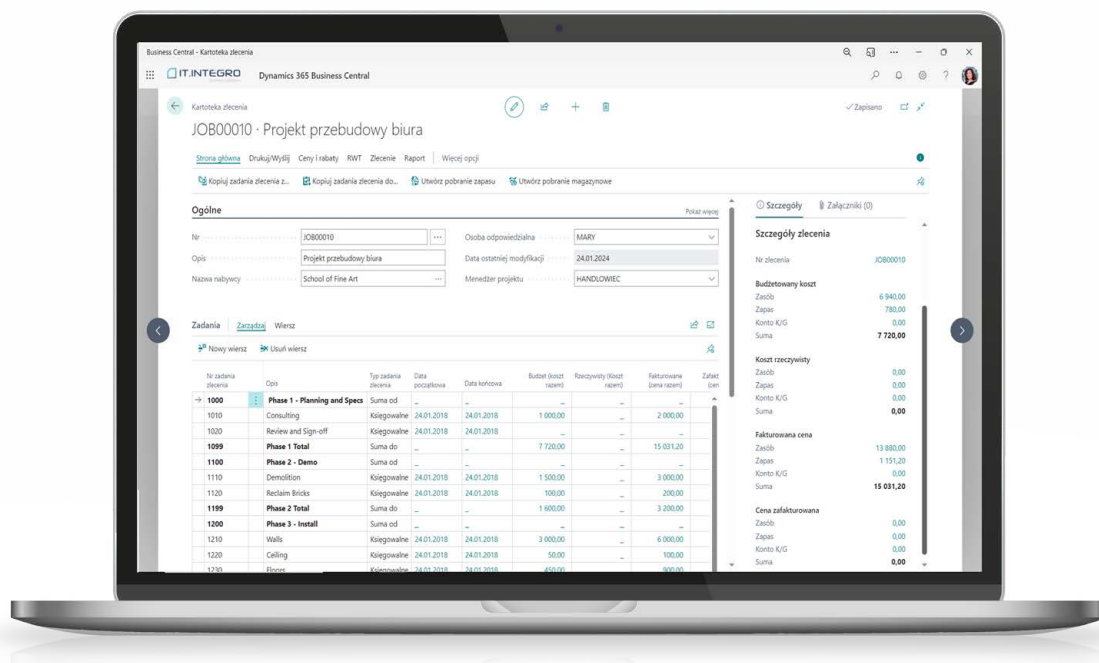 Business Central - Kartoteka zlecenia
IT.INTEGRO Dynamics 365 Business Central
Kartoteka zlecenia
Zapisano
JOB00010 · Projekt przebudowy biura
Strona główna Drukuj/Wyślij Ceny i rabaty RWT Zlecenie Raport Więcej opcji
Kopiuj zadania zlecenia z... Kopiuj zadania zlecenia do... Utwórz pobranie zapasu Utwórz pobranie magazynowe
Ogólne
Pokaż więcej
Nr JOB00010
Osoba odpowiedzialna MARY
Opis Projekt przebudowy biura
Data ostatniej modyfikacji 24.01.2024
Nazwa nabywcy School of Fine Art
Menedżer projektu HANDLOWIEC
Zadania Zarządzaj Wiersz
Nowy wiersz Usuń wiersz
Nr zadania zlecenia Opis Typ zadania zlecenia Data początkowa Data końcowa Budżet (koszt razem) Rzeczywisty (Koszt razem) Fakturowane (cena razem) Zafakt (cen
1000 Phase 1 - Planning and Specs Suma od _ _ _ _ _
1010 Consulting Księgowalne 24.01.2018 24.01.2018 1 000,00 _ 2 000,00
1020 Review and Sign-off Księgowalne 24.01.2018 24.01.2018 _ _ _
1099 Phase 1 Total Suma do _ _ 7 720,00 _ 15 031,20
1100 Phase 2 - Demo Suma od _ _ _ _ _
1110 Demolition Księgowalne 24.01.2018 24.01.2018 1 500,00 _ 3 000,00
1120 Reclaim Bricks Księgowalne 24.01.2018 24.01.2018 100,00 _ 200,00
1199 Phase 2 Total Suma do _ _ 1 600,00 _ 3 200,00
1200 Phase 3 - Install Suma od _ _ _ _ _
1210 Walls Księgowalne 24.01.2018 24.01.2018 3 000,00 _ 6 000,00
1220 Ceiling Księgowalne 24.01.2018 24.01.2018 50,00 _ 100,00
1230 Floors Księgowalne 24.01.2018 24.01.2018 450,00 900,00
Szczegóły Załączniki (0)
Szczegóły zlecenia
Nr zlecenia JOB00010
Budżetowany koszt
Zasób 6 940,00
Zapas 780,00
Konto K/G 0,00
Suma 7 720,00
Koszt rzeczywisty
Zasób 0,00
Zapas 0,00
Konto K/G 0,00
Suma 0,00
Fakturowana cena
Zasób 13 880,00
Zapas 1 151,20
Konto K/G 0,00
Suma 15 031,20
Cena zafakturowana
Zasób 0,00
Zapas 0,00
Konto K/G 0,00
Suma 0,00